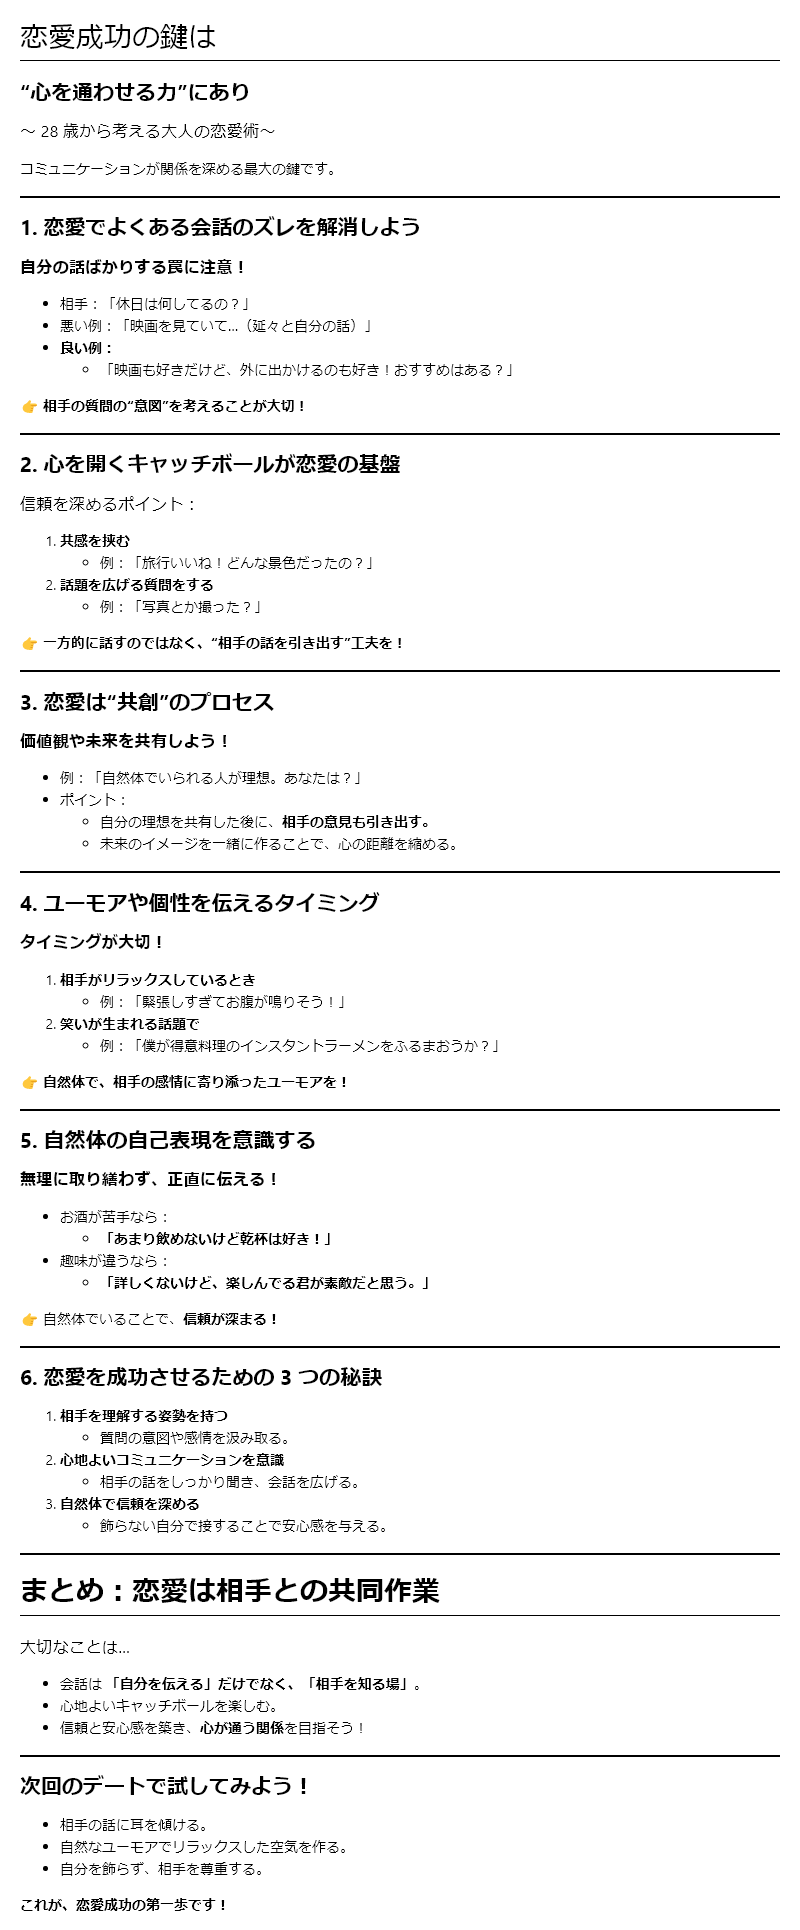 恋愛成功の鍵は
“心を通わせる力”にあり
～ 28 歳から考える大人の恋愛術～
コミュニケーションが関係を深める最大の鍵です。
1. 恋愛でよくある会話のズレを解消しよう
自分の話ばかりする罠に注意！
• 相手：「休日は何してるの？」
• 悪い例：「映画を見ていて...（延々と自分の話）」
• 良い例：
◦ 「映画も好きだけど、外に出かけるのも好き！おすすめはある？」
👉 相手の質問の“意図”を考えることが大切！
2. 心を開くキャッチボールが恋愛の基盤
信頼を深めるポイント：
1. 共感を挟む
◦ 例：「旅行いいね！どんな景色だったの？」
2. 話題を広げる質問をする
◦ 例：「写真とか撮った？」
👉 一方的に話すのではなく、“相手の話を引き出す”工夫を！
3. 恋愛は“共創”のプロセス
価値観や未来を共有しよう！
• 例：「自然体でいられる人が理想。あなたは？」
• ポイント：
◦ 自分の理想を共有した後に、相手の意見も引き出す。
◦ 未来のイメージを一緒に作ることで、心の距離を縮める。
4. ユーモアや個性を伝えるタイミング
タイミングが大切！
1. 相手がリラックスしているとき
◦ 例：「緊張しすぎてお腹が鳴りそう！」
2. 笑いが生まれる話題で
◦ 例：「僕が得意料理のインスタントラーメンをふるまおうか？」
👉 自然体で、相手の感情に寄り添ったユーモアを！
5. 自然体の自己表現を意識する
無理に取り繕わず、正直に伝える！
• お酒が苦手なら：
◦ 「あまり飲めないけど乾杯は好き！」
• 趣味が違うなら：
◦ 「詳しくないけど、楽しんでる君が素敵だと思う。」
👉 自然体でいることで、信頼が深まる！
6. 恋愛を成功させるための 3 つの秘訣
1. 相手を理解する姿勢を持つ
◦ 質問の意図や感情を汲み取る。
2. 心地よいコミュニケーションを意識
◦ 相手の話をしっかり聞き、会話を広げる。
3. 自然体で信頼を深める
◦ 飾らない自分で接することで安心感を与える。
まとめ：恋愛は相手との共同作業
大切なことは...
• 会話は 「自分を伝える」だけでなく、「相手を知る場」。
• 心地よいキャッチボールを楽しむ。
• 信頼と安心感を築き、心が通う関係を目指そう！
次回のデートで試してみよう！
• 相手の話に耳を傾ける。
• 自然なユーモアでリラックスした空気を作る。
• 自分を飾らず、相手を尊重する。
これが、恋愛成功の第一歩です！